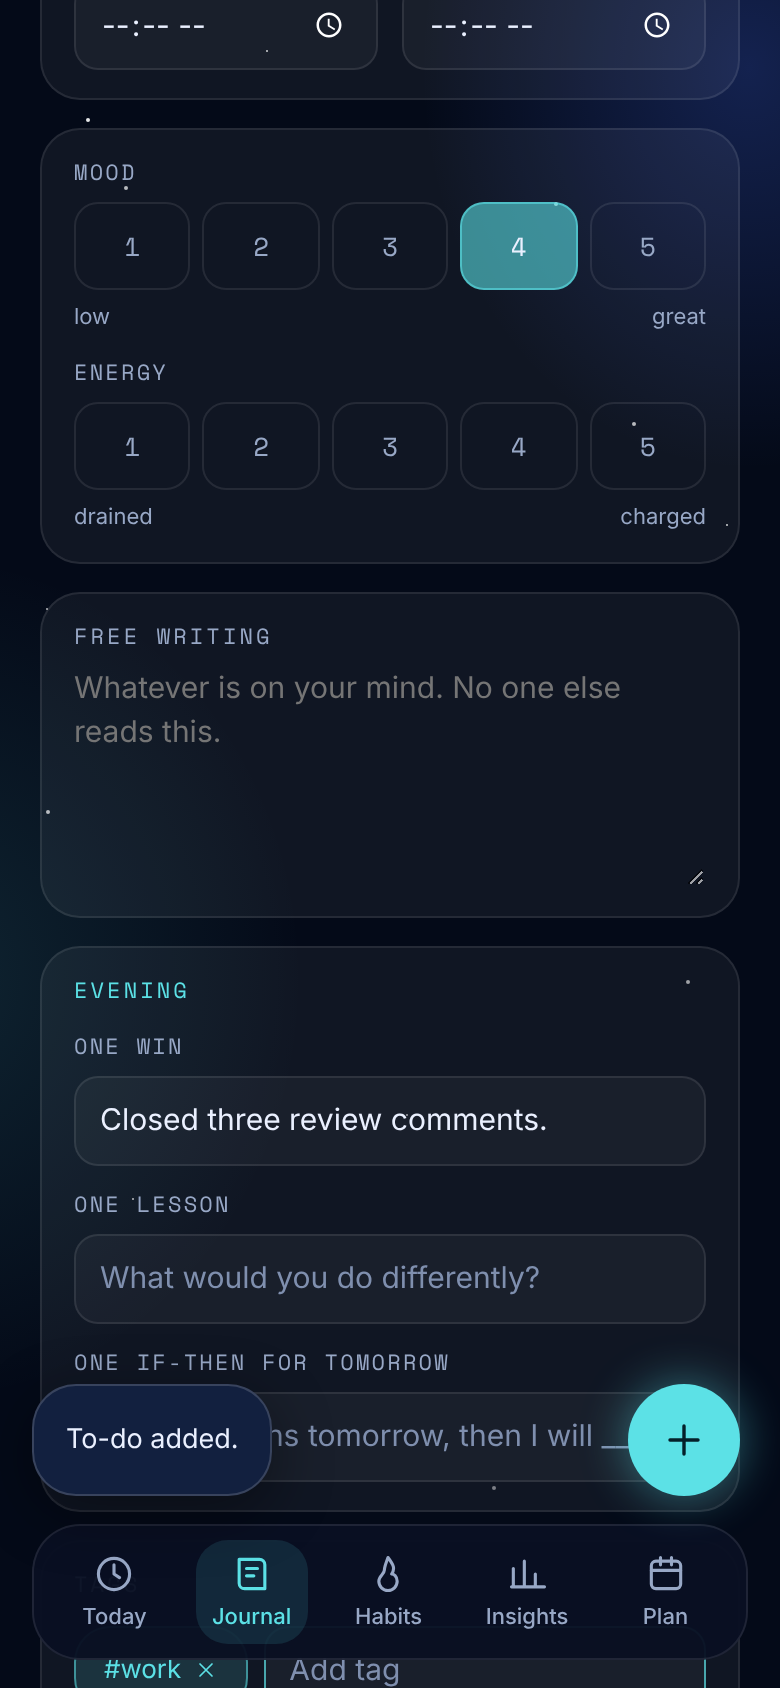 --:-- --
--:-- --
MOOD
1 2 3 4 5
low great
ENERGY
1 2 3 4 5
drained charged
FREE WRITING
Whatever is on your mind. No one else
reads this.
EVENING
ONE WIN
Closed three review comments.
ONE LESSON
What would you do differently?
ONE IF-THEN FOR TOMORROW
tomorrow, then I will __
To-do added.
Today Journal Habits Insights Plan
#work × Add tag